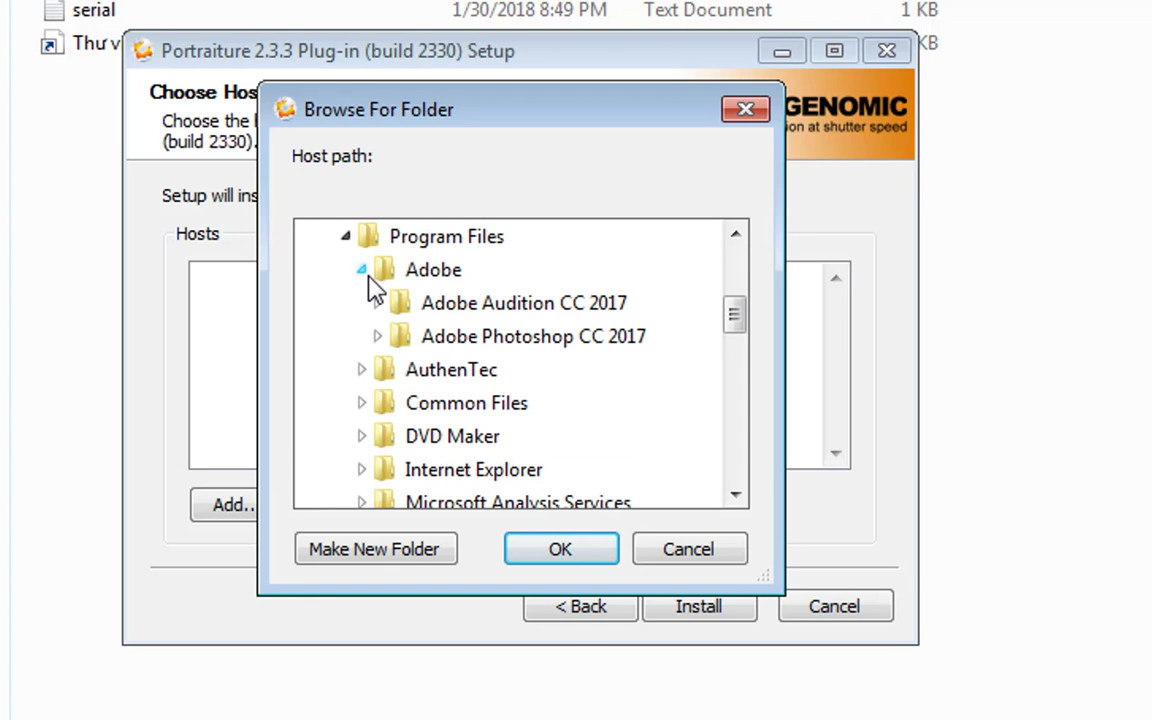 serial 1/30/2018 8:49 PM Text Document 1 KB
Thư v KB
Portraiture 2.3.3 Plug-in (build 2330) Setup
Choose Hos
Choose the
(build 2330).
GENOMIC
ion at shutter speed
Browse For Folder
Host path:
Setup will ins
Hosts
Program Files
Adobe
Adobe Audition CC 2017
Adobe Photoshop CC 2017
AuthenTec
Common Files
DVD Maker
Internet Explorer
Microsoft Analysis Services
Add..
Make New Folder OK Cancel
< Back Install Cancel